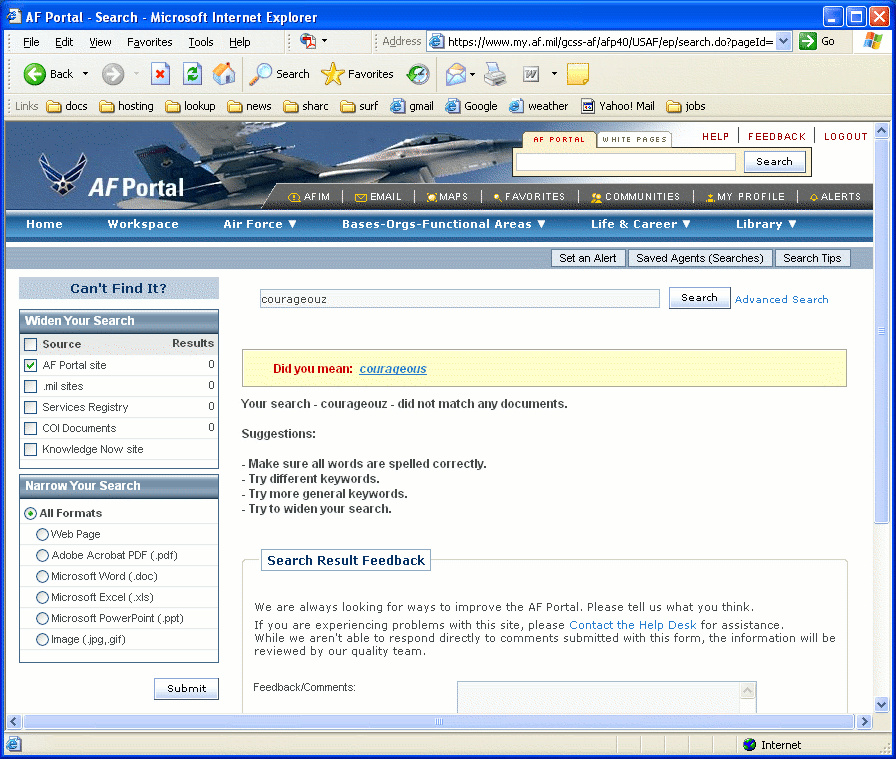 AF Portal - Search - Microsoft Internet Explorer
File Edit View Favorites Tools Help Address https://www.my.af.mil/gcss-af/afp40/USAF/ep/search.do?pageId= Go
Back Search Favorites
Links docs hosting lookup news sharc surf gmail Google weather Yahoo! Mail jobs
AF PORTAL WHITE PAGES HELP FEEDBACK LOGOUT
Search
AF Portal
AFIM EMAIL MAPS FAVORITES COMMUNITIES MY PROFILE ALERTS
Home Workspace Air Force Bases-Orgs-Functional Areas Life & Career Library
Set an Alert Saved Agents (Searches) Search Tips
Can't Find It?
Widen Your Search
Source Results
AF Portal site 0
.mil sites 0
Services Registry 0
COI Documents 0
Knowledge Now site
Narrow Your Search
All Formats
Web Page
Adobe Acrobat PDF (.pdf)
Microsoft Word (.doc)
Microsoft Excel (.xls)
Microsoft PowerPoint (.ppt)
Image (.jpg,.gif)
Submit
courageouz Search Advanced Search
Did you mean: courageous
Your search - courageouz - did not match any documents.
Suggestions:
- Make sure all words are spelled correctly.
- Try different keywords.
- Try more general keywords.
- Try to widen your search.
Search Result Feedback
We are always looking for ways to improve the AF Portal. Please tell us what you think.
If you are experiencing problems with this site, please Contact the Help Desk for assistance.
While we aren't able to respond directly to comments submitted with this form, the information will be
reviewed by our quality team.
Feedback/Comments:
Internet